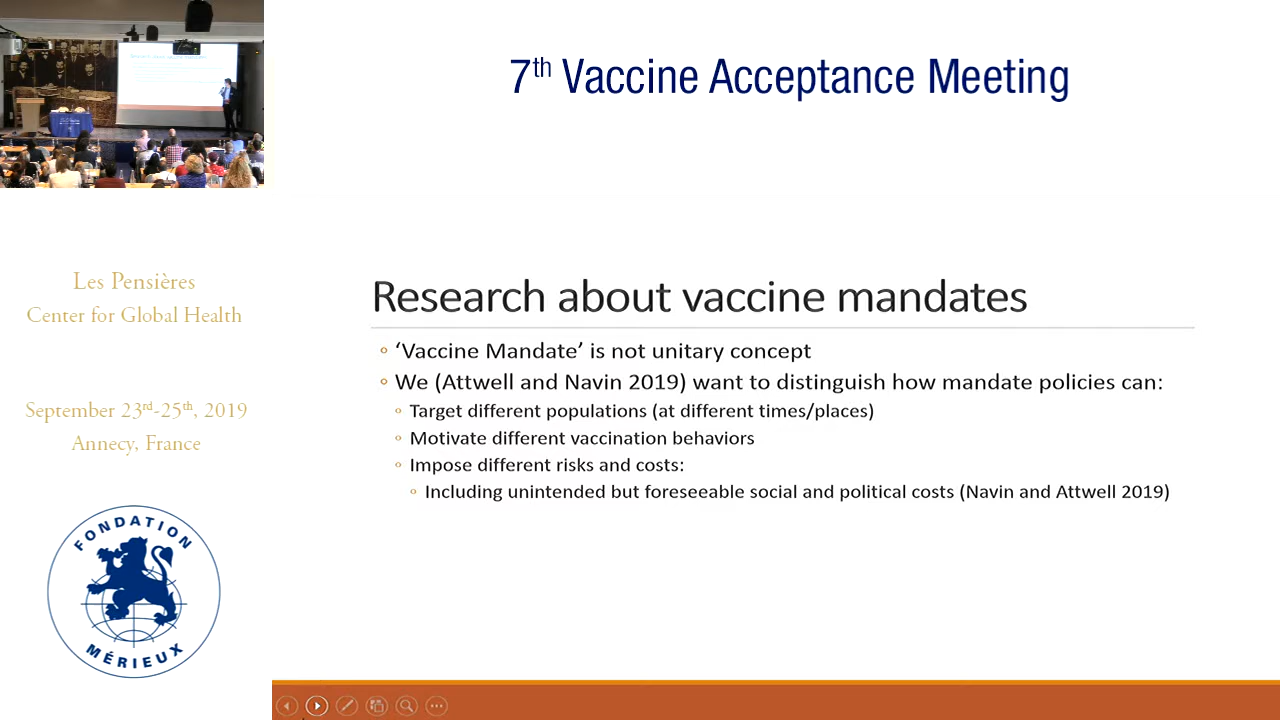 7th Vaccine Acceptance Meeting
Les Pensières
Center for Global Health
September 23rd-25th, 2019
Annecy, France
FONDATION
MÉRIEUX
Research about vaccine mandates
‘Vaccine Mandate’ is not unitary concept
We (Attwell and Navin 2019) want to distinguish how mandate policies can:
Target different populations (at different times/places)
Motivate different vaccination behaviors
Impose different risks and costs:
Including unintended but foreseeable social and political costs (Navin and Attwell 2019)